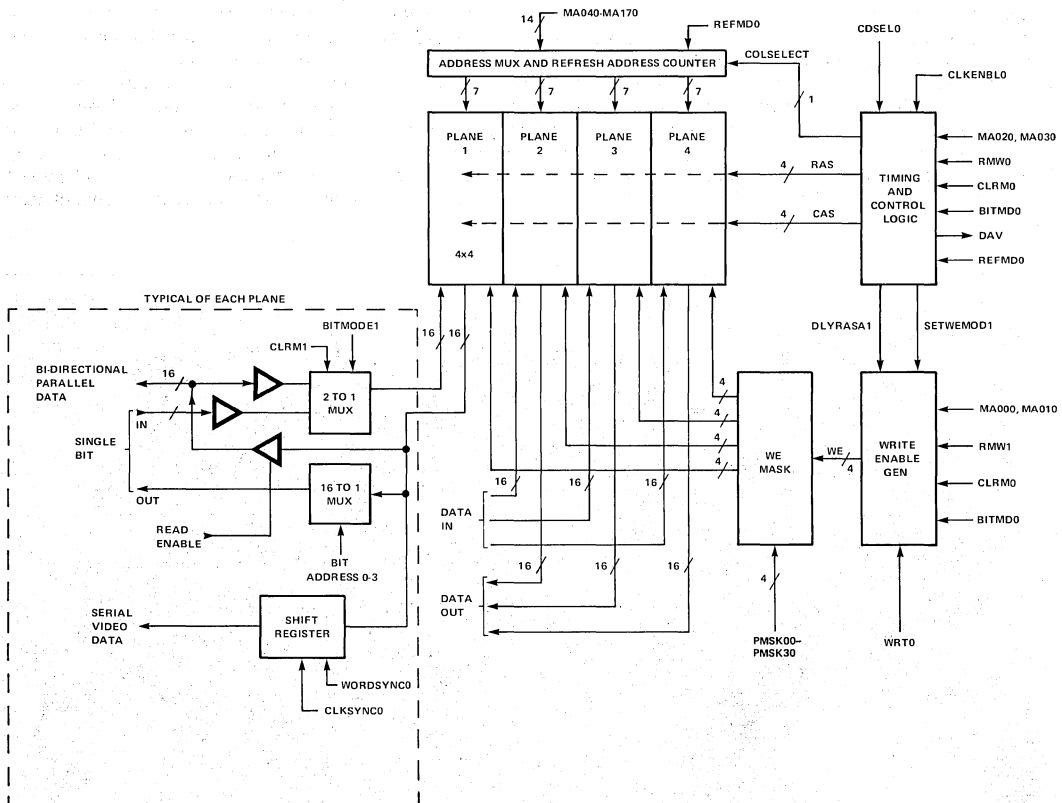 14
MA040-MA170
REFMD0
ADDRESS MUX AND REFRESH ADDRESS COUNTER
COLSELECT
CDSEL0
CLKENBL0
7
7
7
7
1
PLANE
1
PLANE
2
PLANE
3
PLANE
4
4x4
4
RAS
4
CAS
TIMING
AND
CONTROL
LOGIC
MA020, MA030
RMW0
CLRM0
BITMD0
DAV
REFMD0
DLYRASA1
SETWEMOD1
TYPICAL OF EACH PLANE
BITMODE1
CLRM1
16
16
BI-DIRECTIONAL
PARALLEL
DATA
16
2 TO 1
MUX
IN
SINGLE
BIT
OUT
16 TO 1
MUX
READ
ENABLE
BIT
ADDRESS 0-3
SERIAL
VIDEO
DATA
SHIFT
REGISTER
WORDSYNC0
CLKSYNC0
4
4
4
4
WE
MASK
WE
4
WRITE
ENABLE
GEN
MA000, MA010
RMW1
CLRM0
BITMD0
DATA
IN
16
16
16
DATA
OUT
16
16
16
4
PMSK00-
PMSK30
WRT0